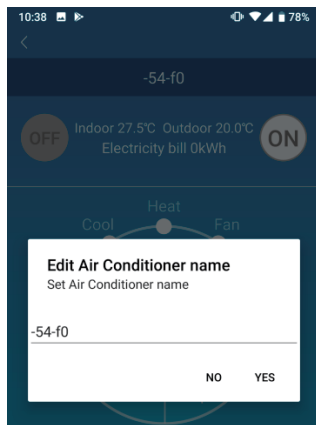 10:38 78%
-54-f0
OFF Indoor 27.5℃ Outdoor 20.0℃ ON
Electricity bill 0kWh
Heat
Cool Fan
Edit Air Conditioner name
Set Air Conditioner name
-54-f0
NO YES